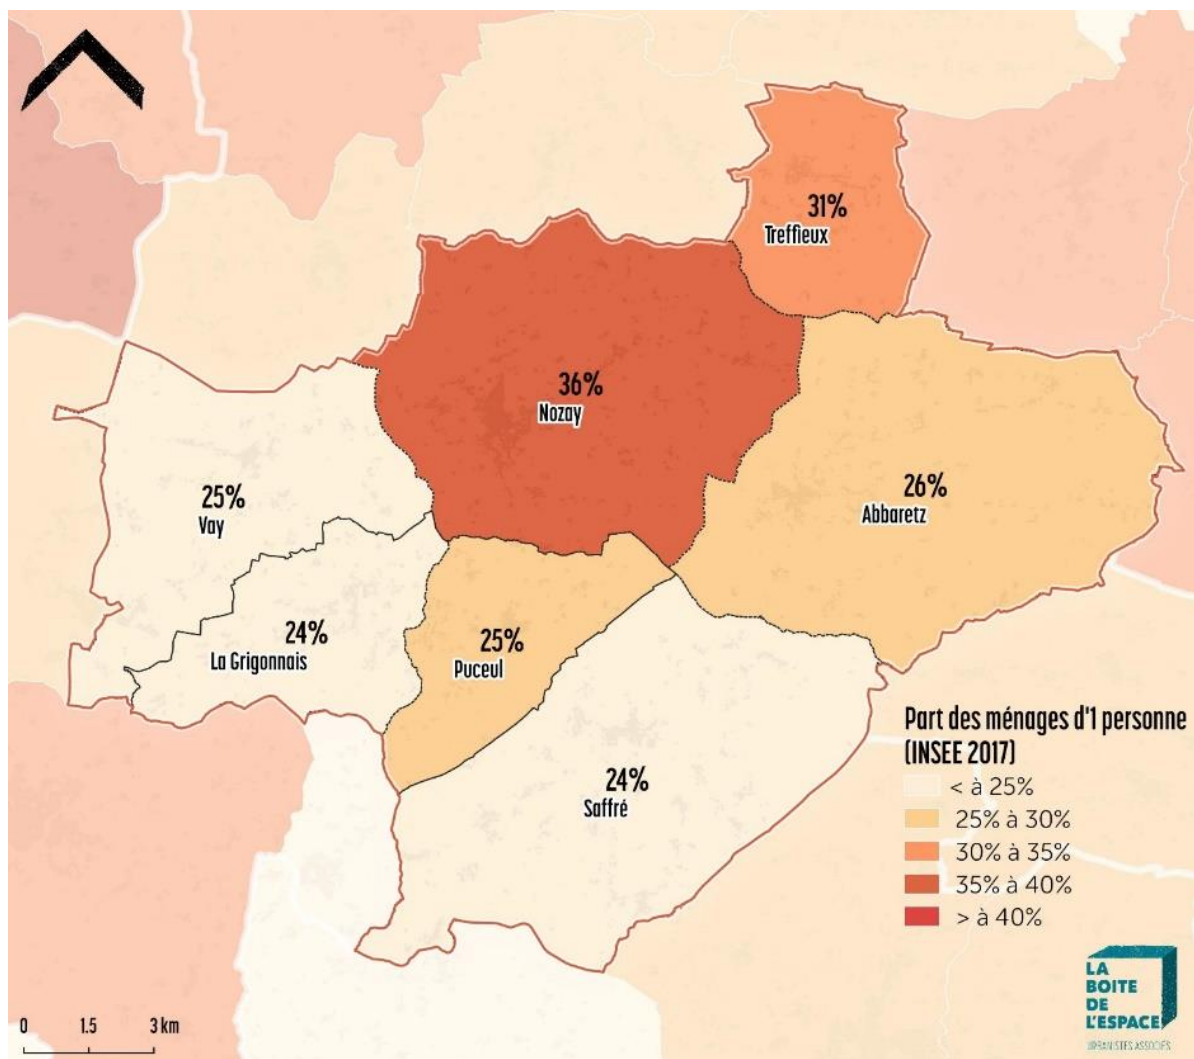 31%
Treffieux
36%
Nozay
25%
Vay
26%
Abbaretz
24%
La Grigonnais
25%
Puceul
24%
Saffré
Part des ménages d'1 personne
(INSEE 2017)
< à 25%
25% à 30%
30% à 35%
35% à 40%
> à 40%
0 1.5 3 km
LA
BOITE
DE
L'ESPACE
URBANISTES ASSOCIÉS